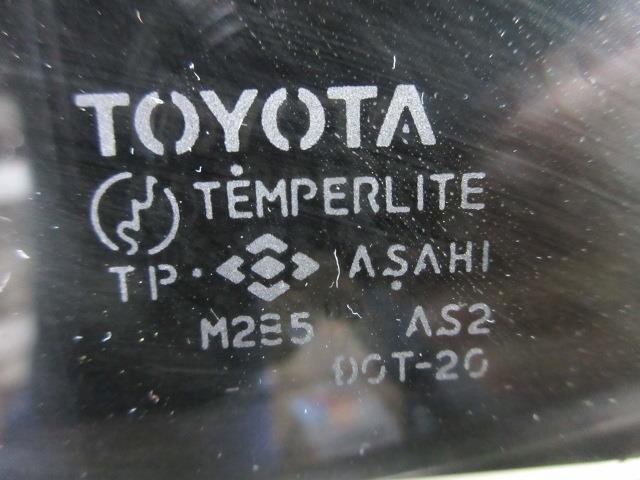 TOYOTA
TEMPERLITE
TP ASAHI
M2E5 AS2
DOT-20